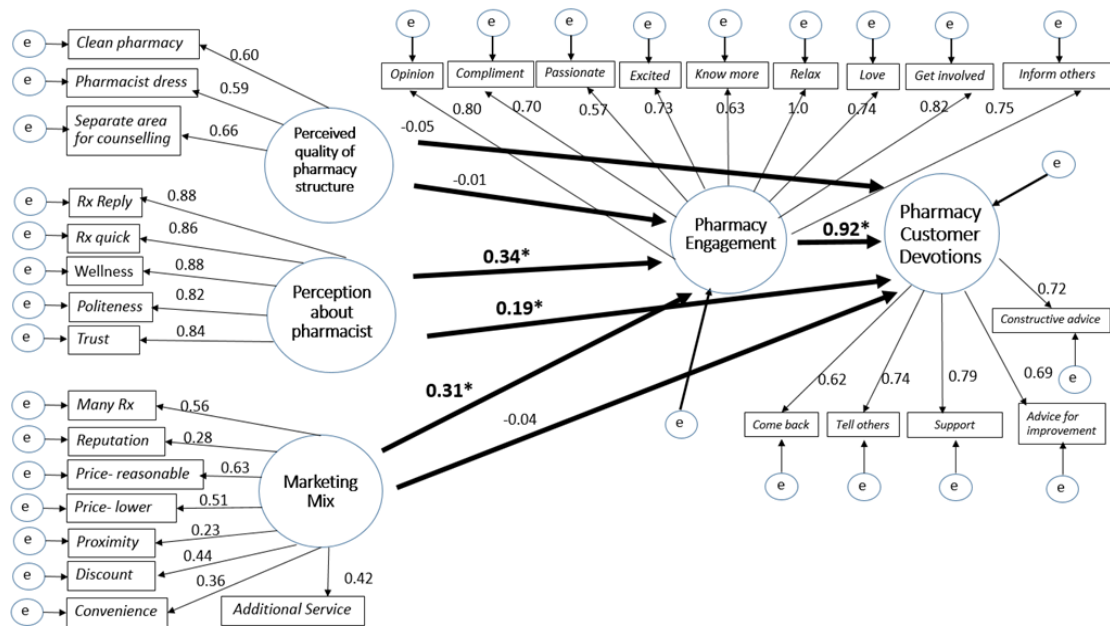 e
e
e
e
e
e
e
e
e
Opinion
Compliment
Passionate
Excited
Know more
Relax
Love
Get involved
Inform others
0.80
0.70
0.57
0.73
0.63
1.0
0.74
0.82
0.75
e
Clean pharmacy
0.60
e
Pharmacist dress
0.59
e
Separate area
for counselling
0.66
Perceived
quality of
pharmacy
structure
-0.05
-0.01
e
Rx Reply
0.88
e
Rx quick
0.86
e
Wellness
0.88
e
Politeness
0.82
e
Trust
0.84
Perception
about
pharmacist
0.34*
0.19*
e
Many Rx
0.56
e
Reputation
0.28
e
Price- reasonable
0.63
e
Price- lower
0.51
e
Proximity
0.23
e
Discount
0.44
e
Convenience
0.36
Additional Service
0.42
Marketing
Mix
0.31*
-0.04
Pharmacy
Engagement
e
0.92*
Pharmacy
Customer
Devotions
e
0.72
Constructive advice
e
0.62
0.74
0.79
0.69
Come back
Tell others
Support
Advice for
improvement
e
e
e
e